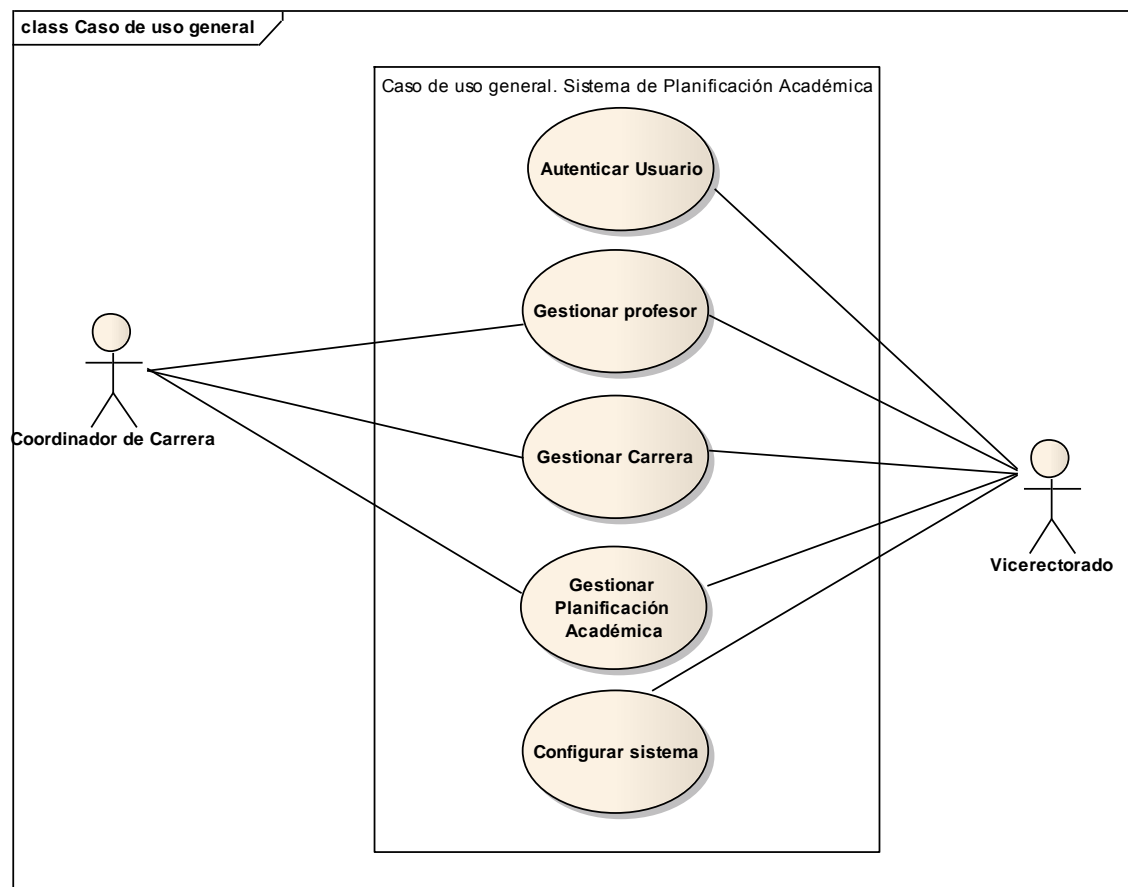 class Caso de uso general
Caso de uso general. Sistema de Planificación Académica
Autenticar Usuario
Gestionar profesor
Coordinador de Carrera
Gestionar Carrera
Vicerectorado
Gestionar
Planificación
Académica
Configurar sistema